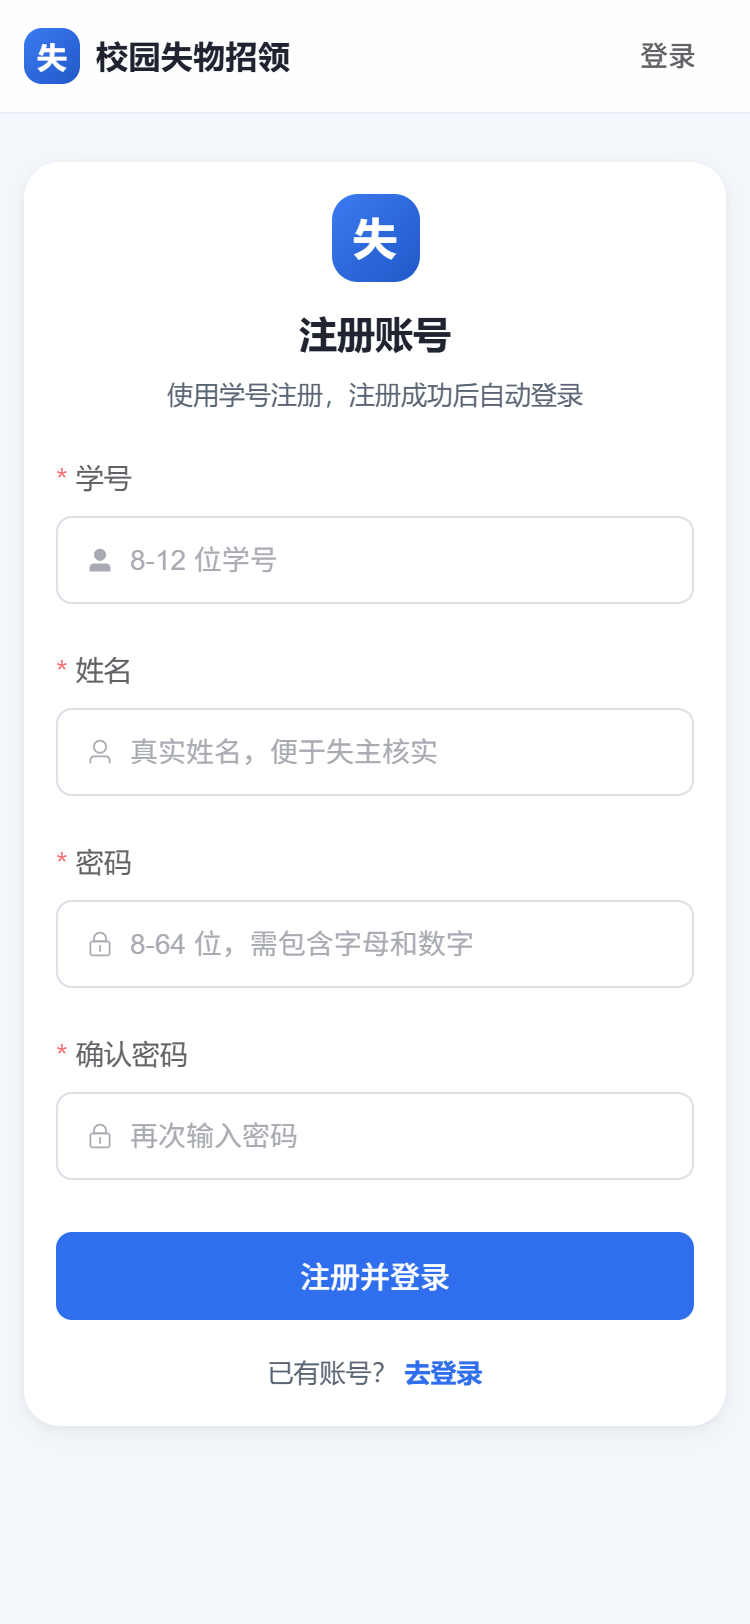 失 校园失物招领 登录
失
注册账号
使用学号注册，注册成功后自动登录
* 学号
8-12 位学号
* 姓名
真实姓名，便于失主核实
* 密码
8-64 位，需包含字母和数字
* 确认密码
再次输入密码
注册并登录
已有账号？ 去登录